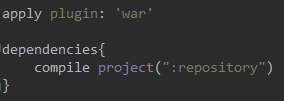 apply plugin: 'war'
dependencies{
    compile project(":repository")
}